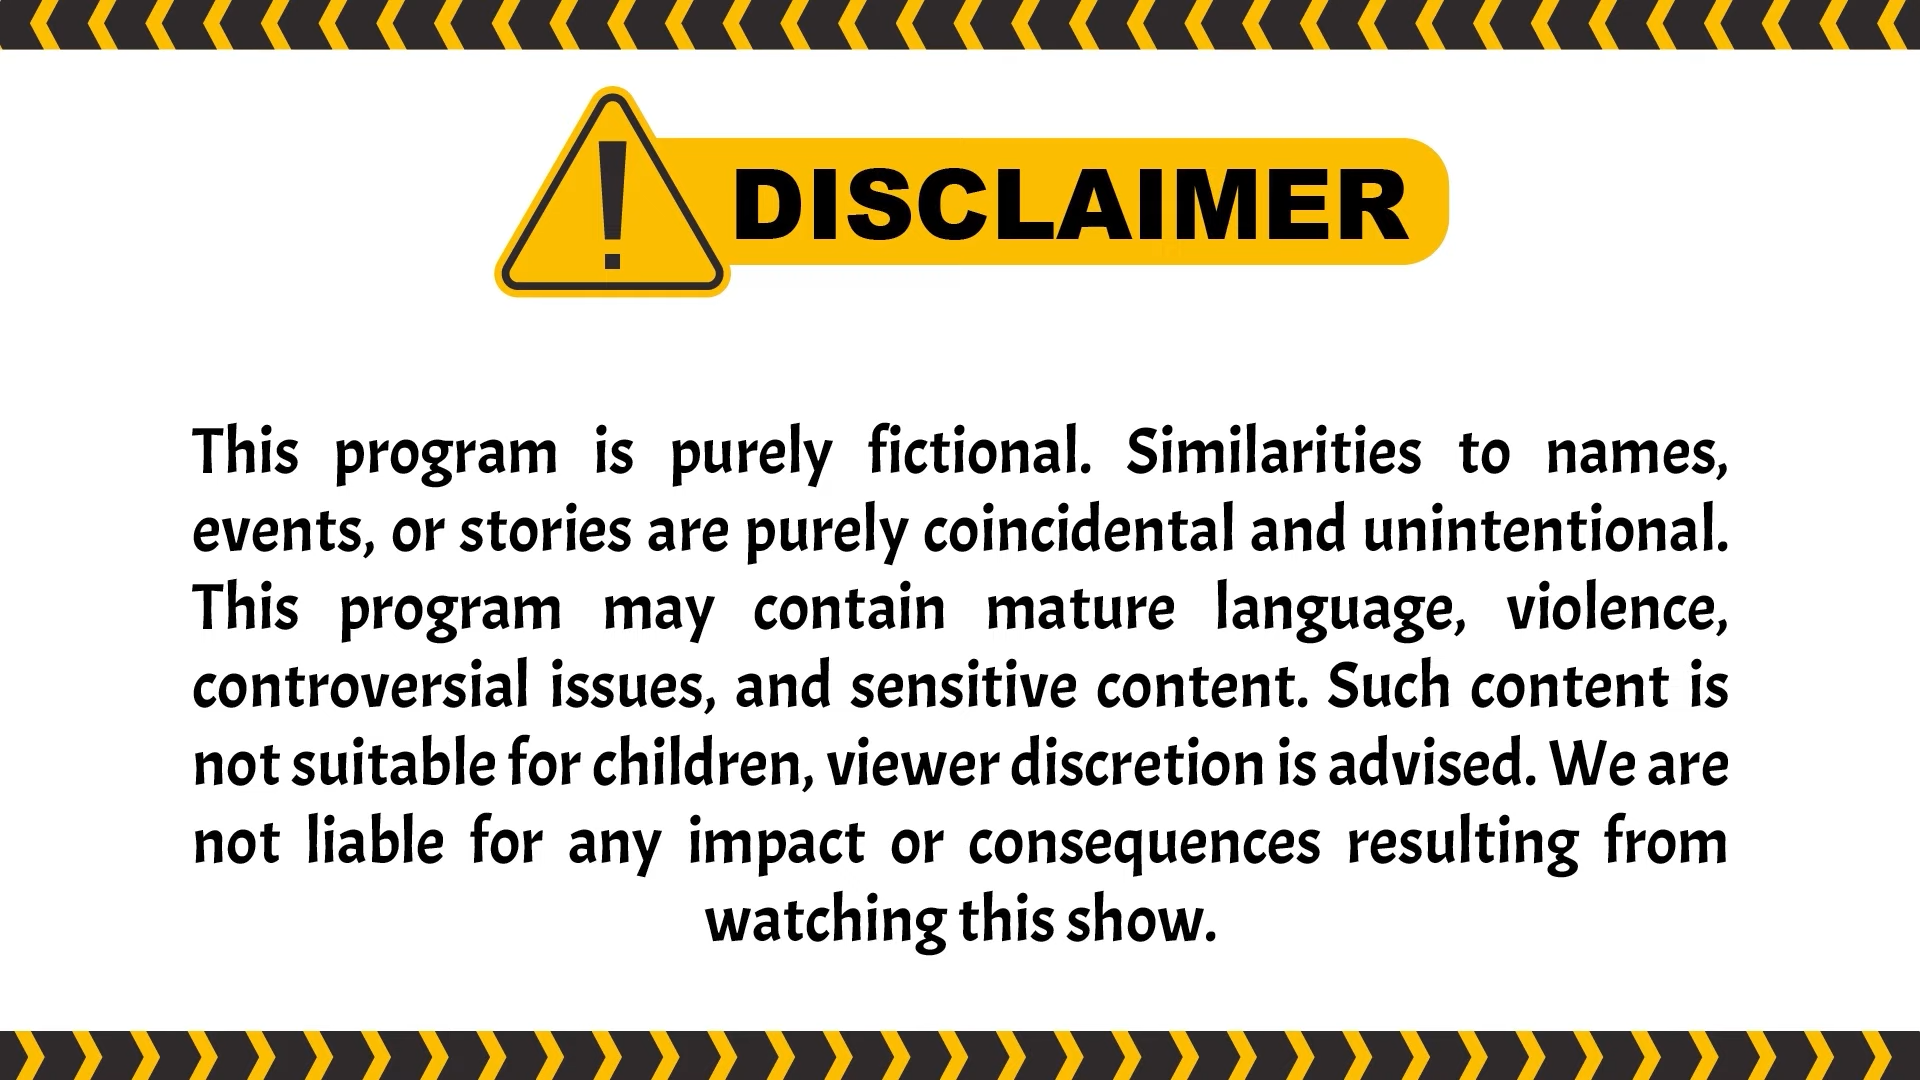 DISCLAIMER
This program is purely fictional. Similarities to names,
events, or stories are purely coincidental and unintentional.
This program may contain mature language, violence,
controversial issues, and sensitive content. Such content is
not suitable for children, viewer discretion is advised. We are
not liable for any impact or consequences resulting from
watching this show.